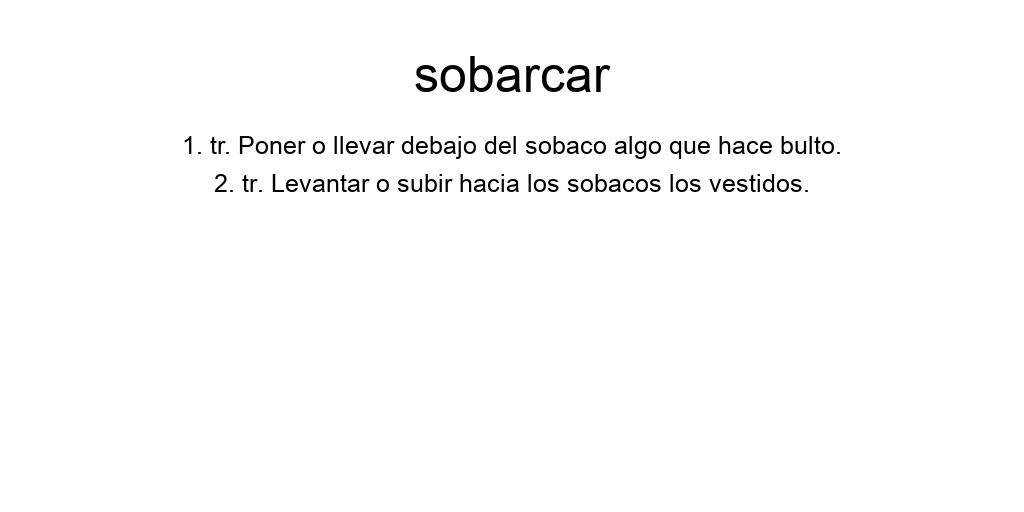 sobarcar
1. tr. Poner o llevar debajo del sobaco algo que hace bulto.
2. tr. Levantar o subir hacia los sobacos los vestidos.